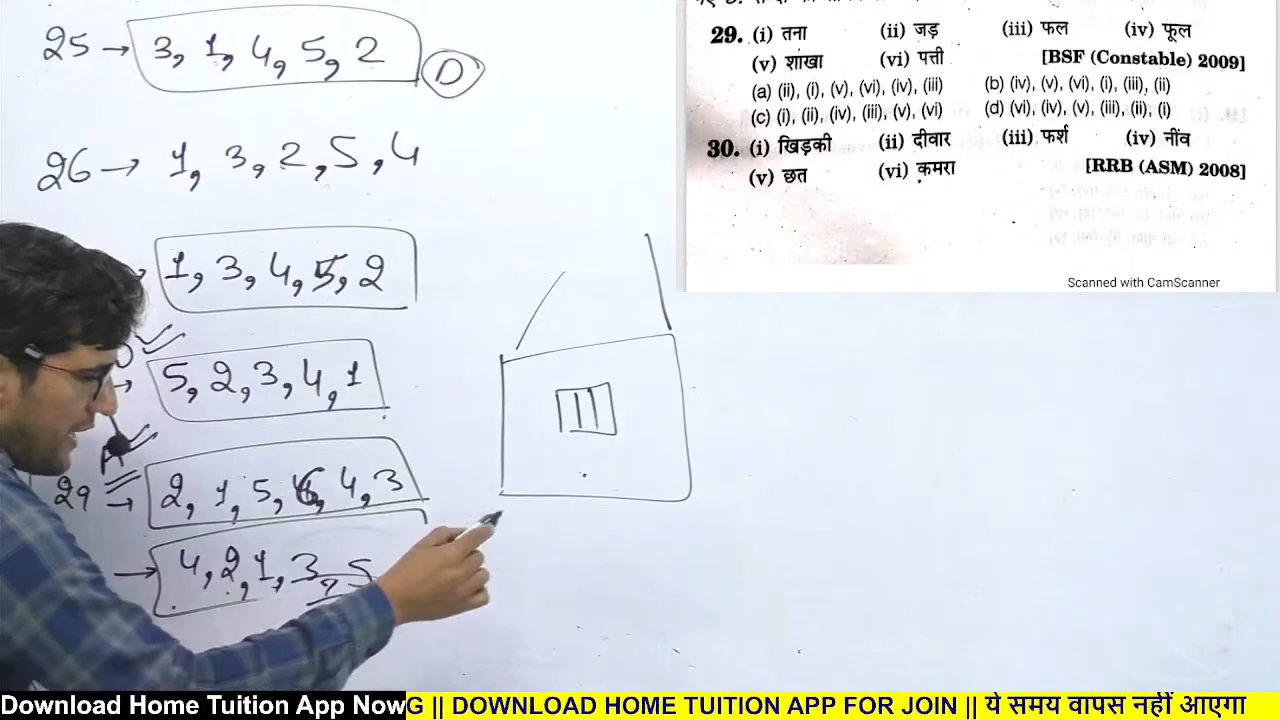 25 → 3, 1, 4, 5, 2 D
26 → 1, 3, 2, 5, 4
1, 3, 4, 5, 2
5, 2, 3, 4, 1
29 → 2, 1, 5, 6, 4, 3
→ 4, 2, 1, 3, 5
29. (i) तना (ii) जड़ (iii) फल (iv) फूल
(v) शाखा (vi) पत्ती [BSF (Constable) 2009]
(a) (ii), (i), (v), (vi), (iv), (iii) (b) (iv), (v), (vi), (i), (iii), (ii)
(c) (i), (ii), (iv), (iii), (v), (vi) (d) (vi), (iv), (v), (iii), (ii), (i)
30. (i) खिड़की (ii) दीवार (iii) फर्श (iv) नींव
(v) छत (vi) कमरा [RRB (ASM) 2008]
Scanned with CamScanner
Download Home Tuition App Now G || DOWNLOAD HOME TUITION APP FOR JOIN || ये समय वापस नहीं आएगा